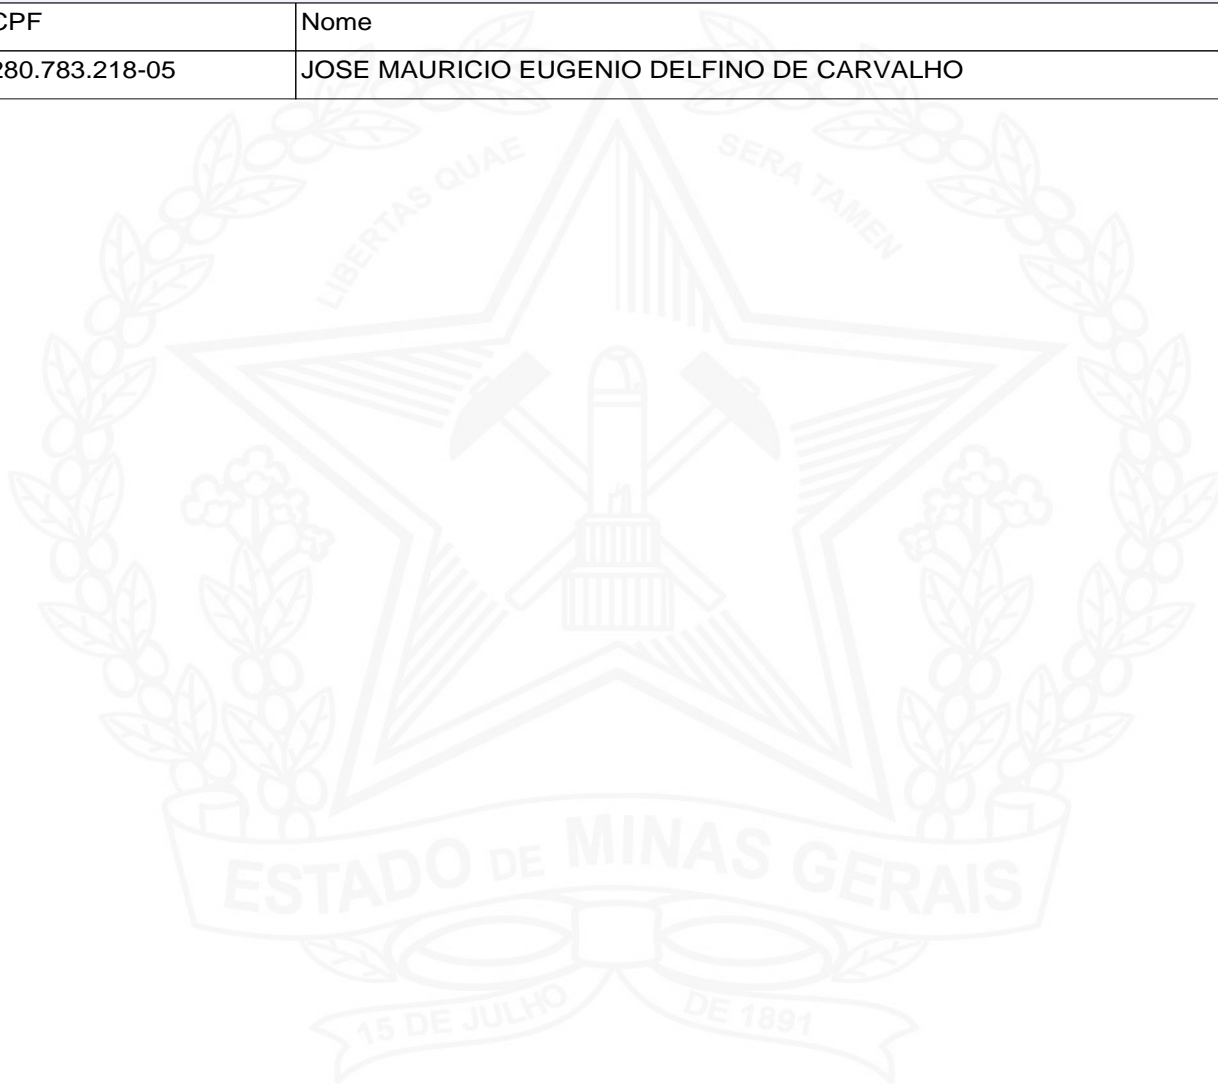 CPF Nome
280.783.218-05 JOSE MAURICIO EUGENIO DELFINO DE CARVALHO
LIBERTAS QUAE SERA TAMEN
ESTADO DE MINAS GERAIS
15 DE JULHO DE 1891